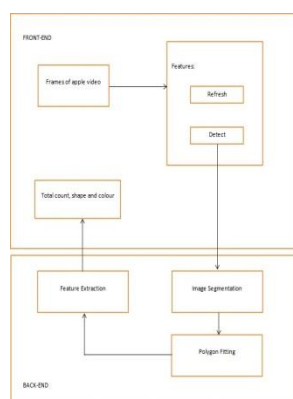 FRONT-END
Frames of apple video
Features:
Refresh
Detect
Total count, shape and colour
Feature Extraction
Image Segmentation
Polygon Fitting
BACK-END